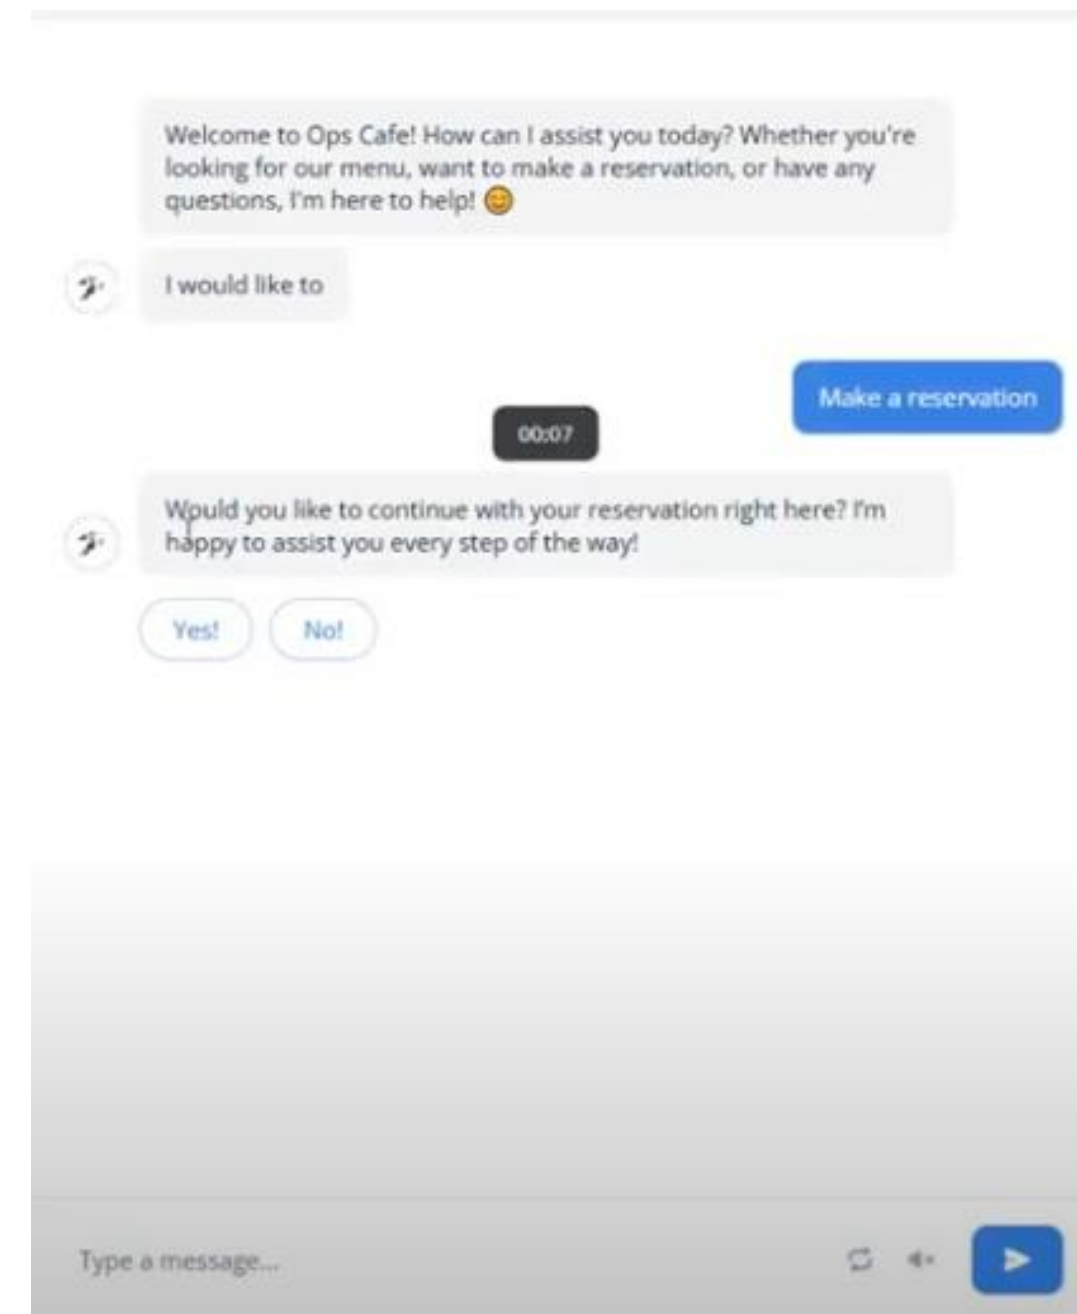 Welcome to Ops Cafe! How can I assist you today? Whether you're
looking for our menu, want to make a reservation, or have any
questions, I'm here to help! 😊
I would like to
Make a reservation
00:07
Would you like to continue with your reservation right here? I'm
happy to assist you every step of the way!
Yes! No!
Type a message...